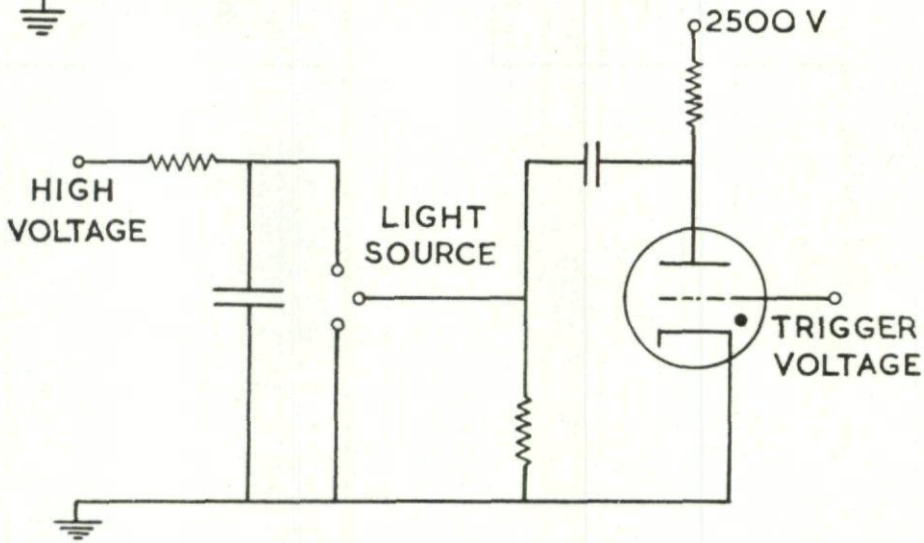 2500 V
HIGH
VOLTAGE
LIGHT
SOURCE
TRIGGER
VOLTAGE